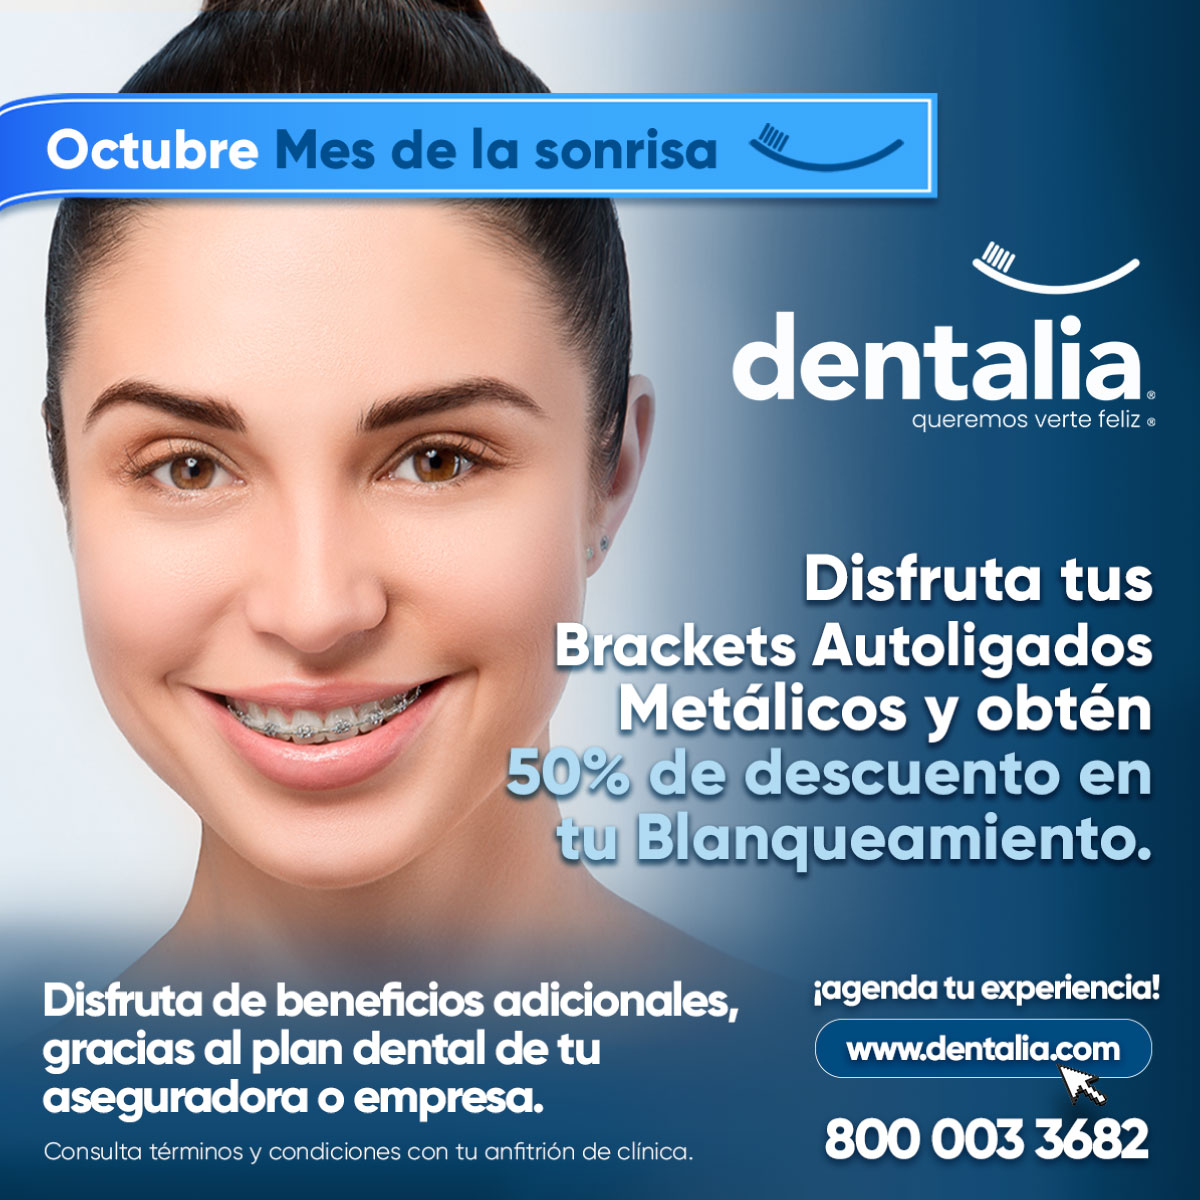 Octubre Mes de la sonrisa
dentalia®
queremos verte feliz ®
Disfruta tus
Brackets Autoligados
Metálicos y obtén
50% de descuento en
tu Blanqueamiento.
Disfruta de beneficios adicionales,
gracias al plan dental de tu
aseguradora o empresa.
Consulta términos y condiciones con tu anfitrión de clínica.
¡agenda tu experiencia!
www.dentalia.com
800 003 3682